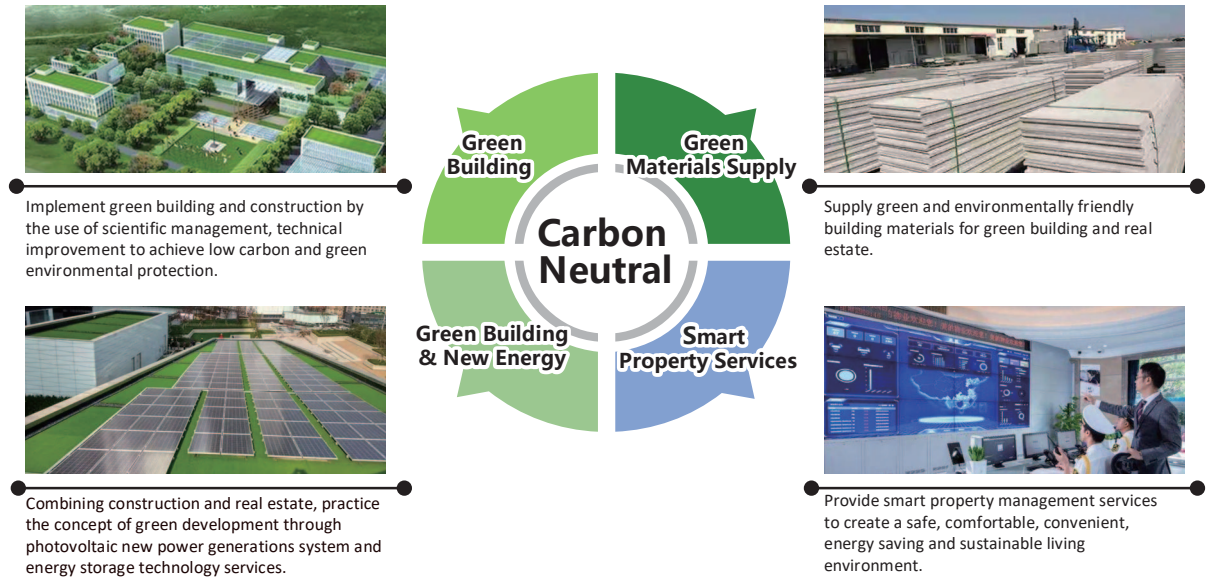 Green
Building
Green
Materials Supply
Carbon
Neutral
Green Building
& New Energy
Smart
Property Services
Implement green building and construction by
the use of scientific management, technical
improvement to achieve low carbon and green
environmental protection.
Supply green and environmentally friendly
building materials for green building and real
estate.
Combining construction and real estate, practice
the concept of green development through
photovoltaic new power generations system and
energy storage technology services.
Provide smart property management services
to create a safe, comfortable, convenient,
energy saving and sustainable living
environment.